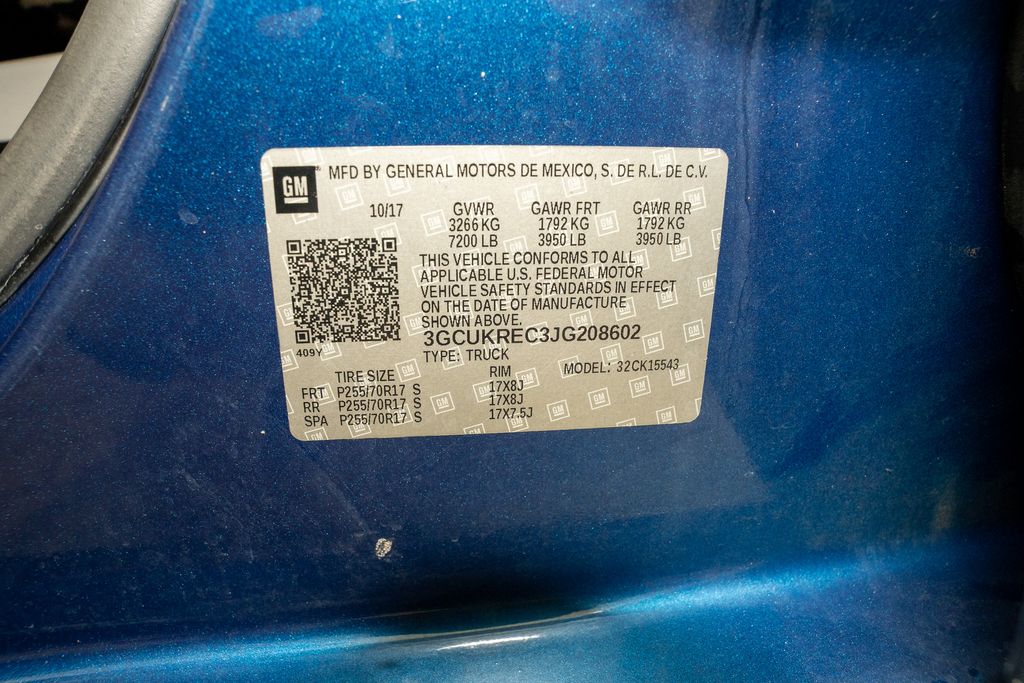 GM MFD BY GENERAL MOTORS DE MEXICO, S. DE R.L. DE C.V.
10/17 GVWR GAWR FRT GAWR RR
3266 KG 1792 KG 1792 KG
7200 LB 3950 LB 3950 LB
THIS VEHICLE CONFORMS TO ALL
APPLICABLE U.S. FEDERAL MOTOR
VEHICLE SAFETY STANDARDS IN EFFECT
ON THE DATE OF MANUFACTURE
SHOWN ABOVE.
3GCUKREC3JG208602
409Y
TYPE: TRUCK
MODEL: 32CK15543
TIRE SIZE RIM
FRT P255/70R17 S 17X8J
RR P255/70R17 S 17X8J
SPA P255/70R17 S 17X7.5J